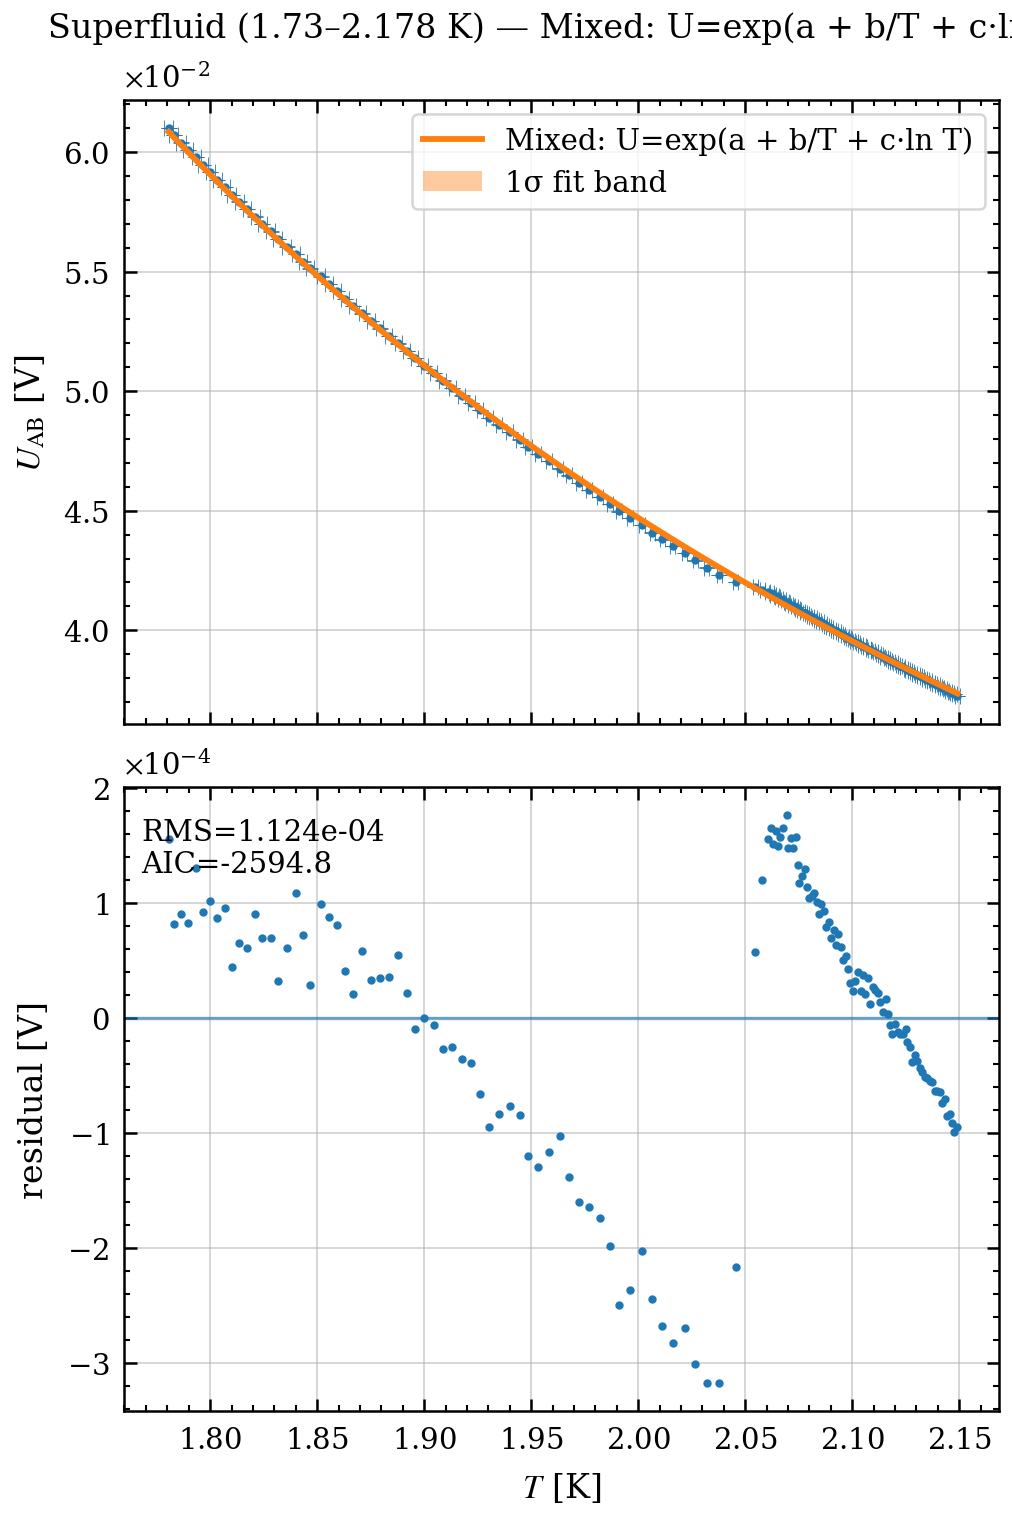 Superfluid (1.73–2.178 K) — Mixed: U=exp(a + b/T + c·l
×10⁻²
6.0
5.5
5.0
4.5
4.0
U_AB [V]
Mixed: U=exp(a + b/T + c·ln T)
1σ fit band
×10⁻⁴
2
1
0
−1
−2
−3
residual [V]
RMS=1.124e-04
AIC=-2594.8
1.80 1.85 1.90 1.95 2.00 2.05 2.10 2.15
T [K]